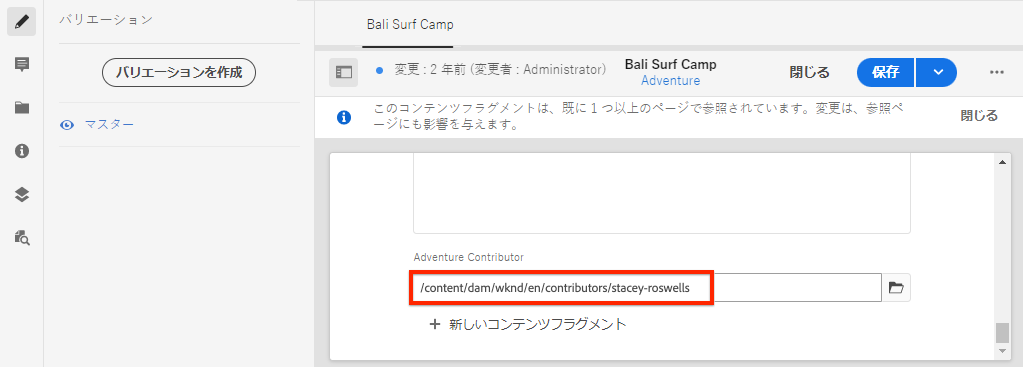 バリエーション
バリエーションを作成
マスター
Bali Surf Camp
変更 : 2 年前 (変更者 : Administrator)
Bali Surf Camp
Adventure
閉じる
保存
このコンテンツフラグメントは、既に 1 つ以上のページで参照されています。変更は、参照ペ
ージにも影響を与えます。
閉じる
Adventure Contributor
/content/dam/wknd/en/contributors/stacey-roswells
+ 新しいコンテンツフラグメント